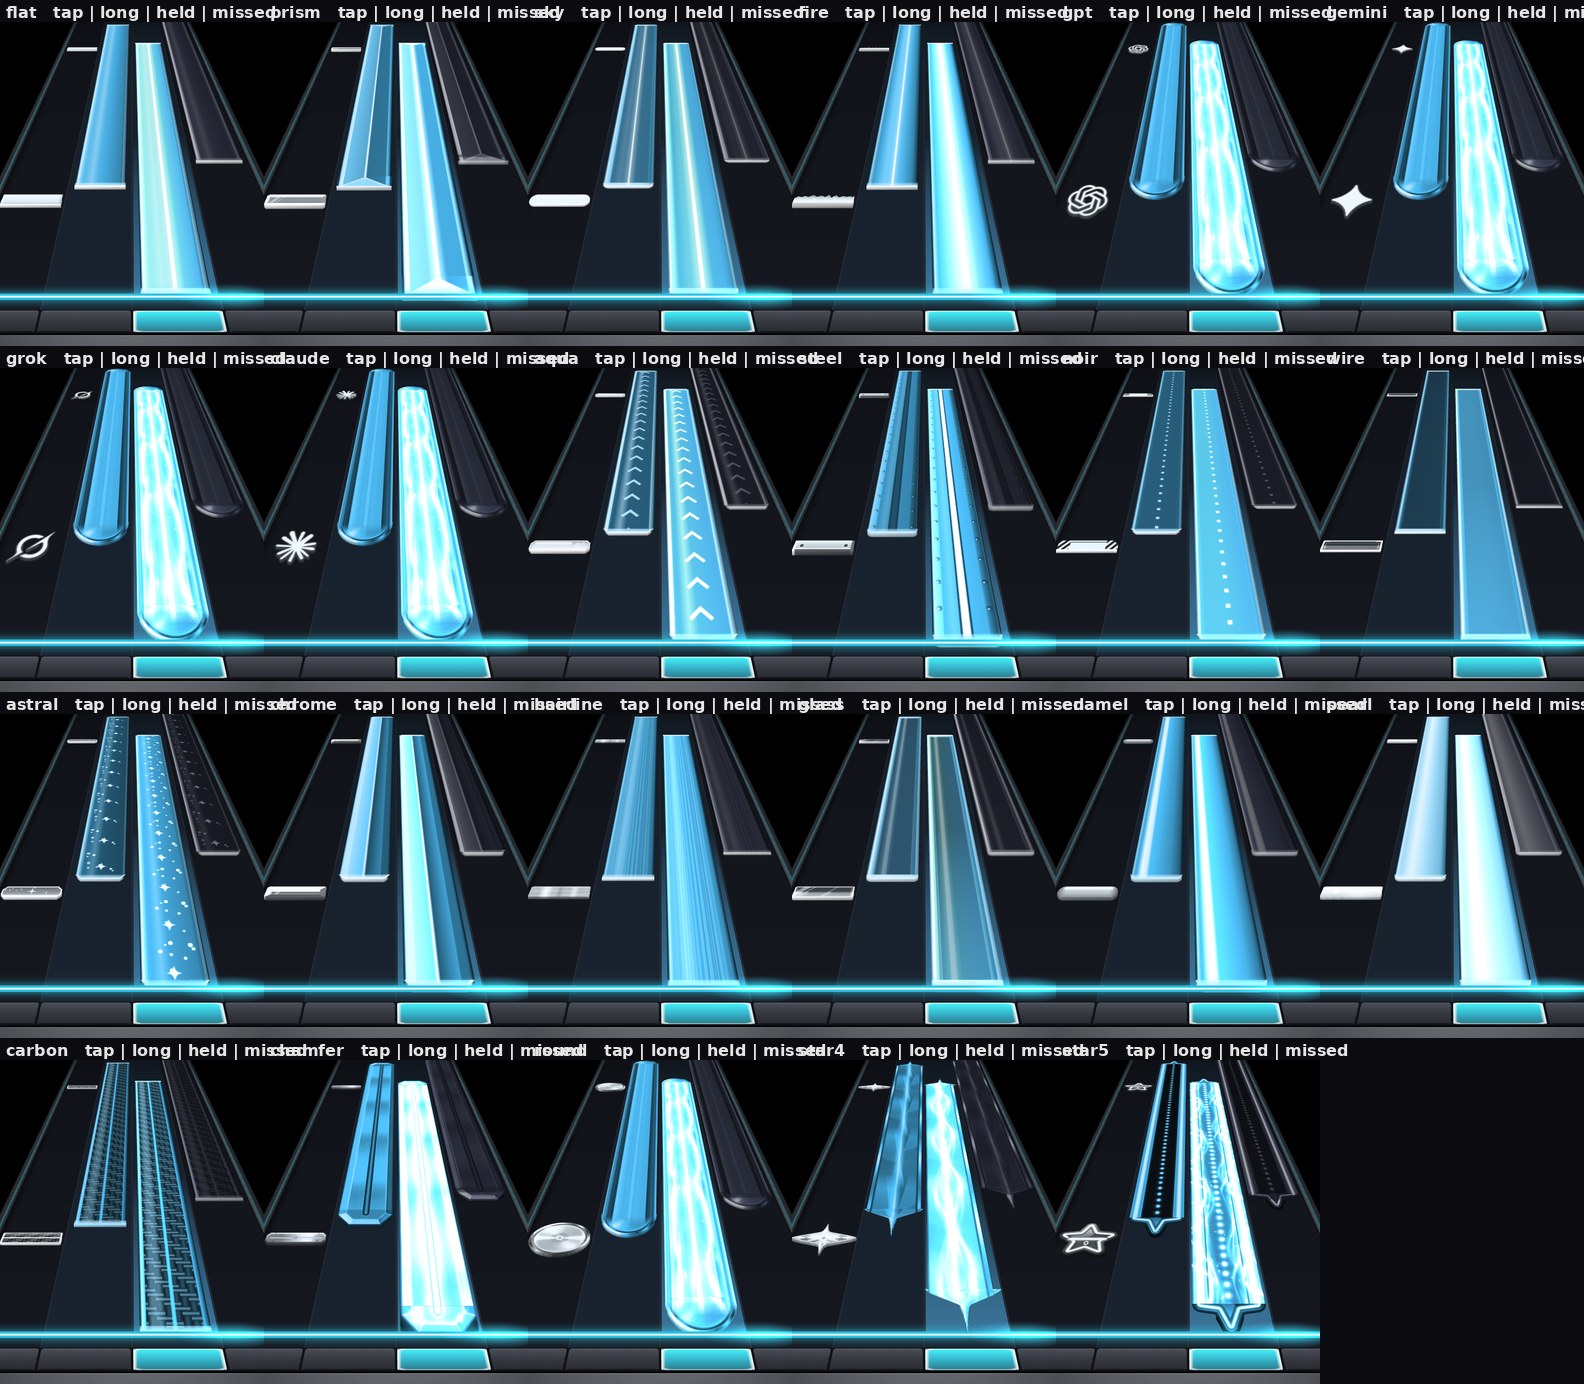 flat tap | long | held | missed prism tap | long | held | missed sky tap | long | held | missed fire tap | long | held | missed gpt tap | long | held | missed gemini tap | long | held | mi
grok tap | long | held | missed claude tap | long | held | missed aqua tap | long | held | missed steel tap | long | held | missed noir tap | long | held | missed wire tap | long | held | miss
astral tap | long | held | missed chrome tap | long | held | missed hairline tap | long | held | missed glass tap | long | held | missed enamel tap | long | held | missed pearl tap | long | held | miss
carbon tap | long | held | missed chamfer tap | long | held | missed round tap | long | held | missed star4 tap | long | held | missed star5 tap | long | held | missed